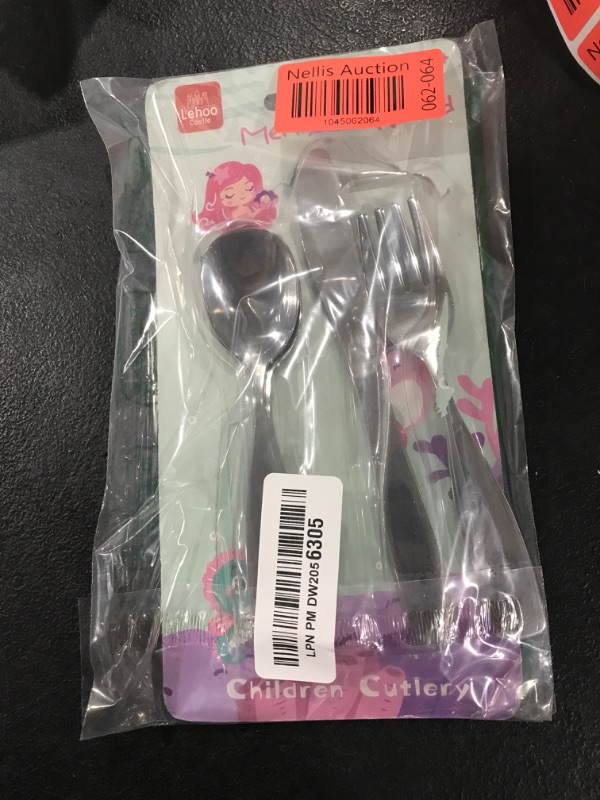 Nellis Auction
1045062064
062-064
Lehoo
Castle
LPN PM DW205 6305
Children Cutlery